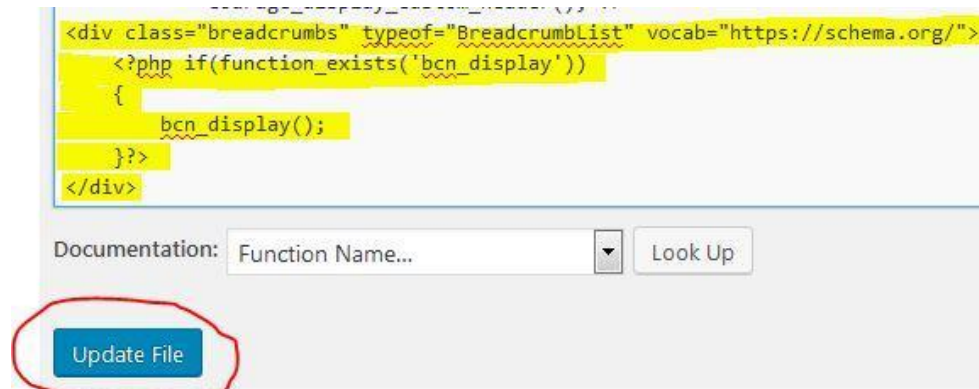 <div class="breadcrumbs" typeof="BreadcrumbList" vocab="https://schema.org/">
    <?php if(function_exists('bcn_display'))
    {
        bcn_display();
    }?>
</div>
Documentation: Function Name... Look Up
Update File